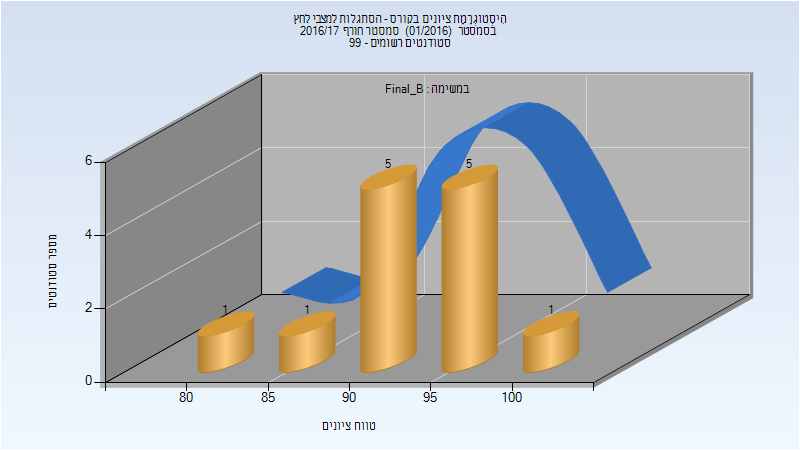 היסטוגרמת ציונים בקורס - הסתגלות למצבי לחץ
בסמסטר (01/2016) סמסטר חורף 2016/17
סטודנטים רשומים - 99
במשימה : Final_B
מספר סטודנטים
6
4
2
0
1
1
5
5
1
80
85
90
95
100
טווח ציונים